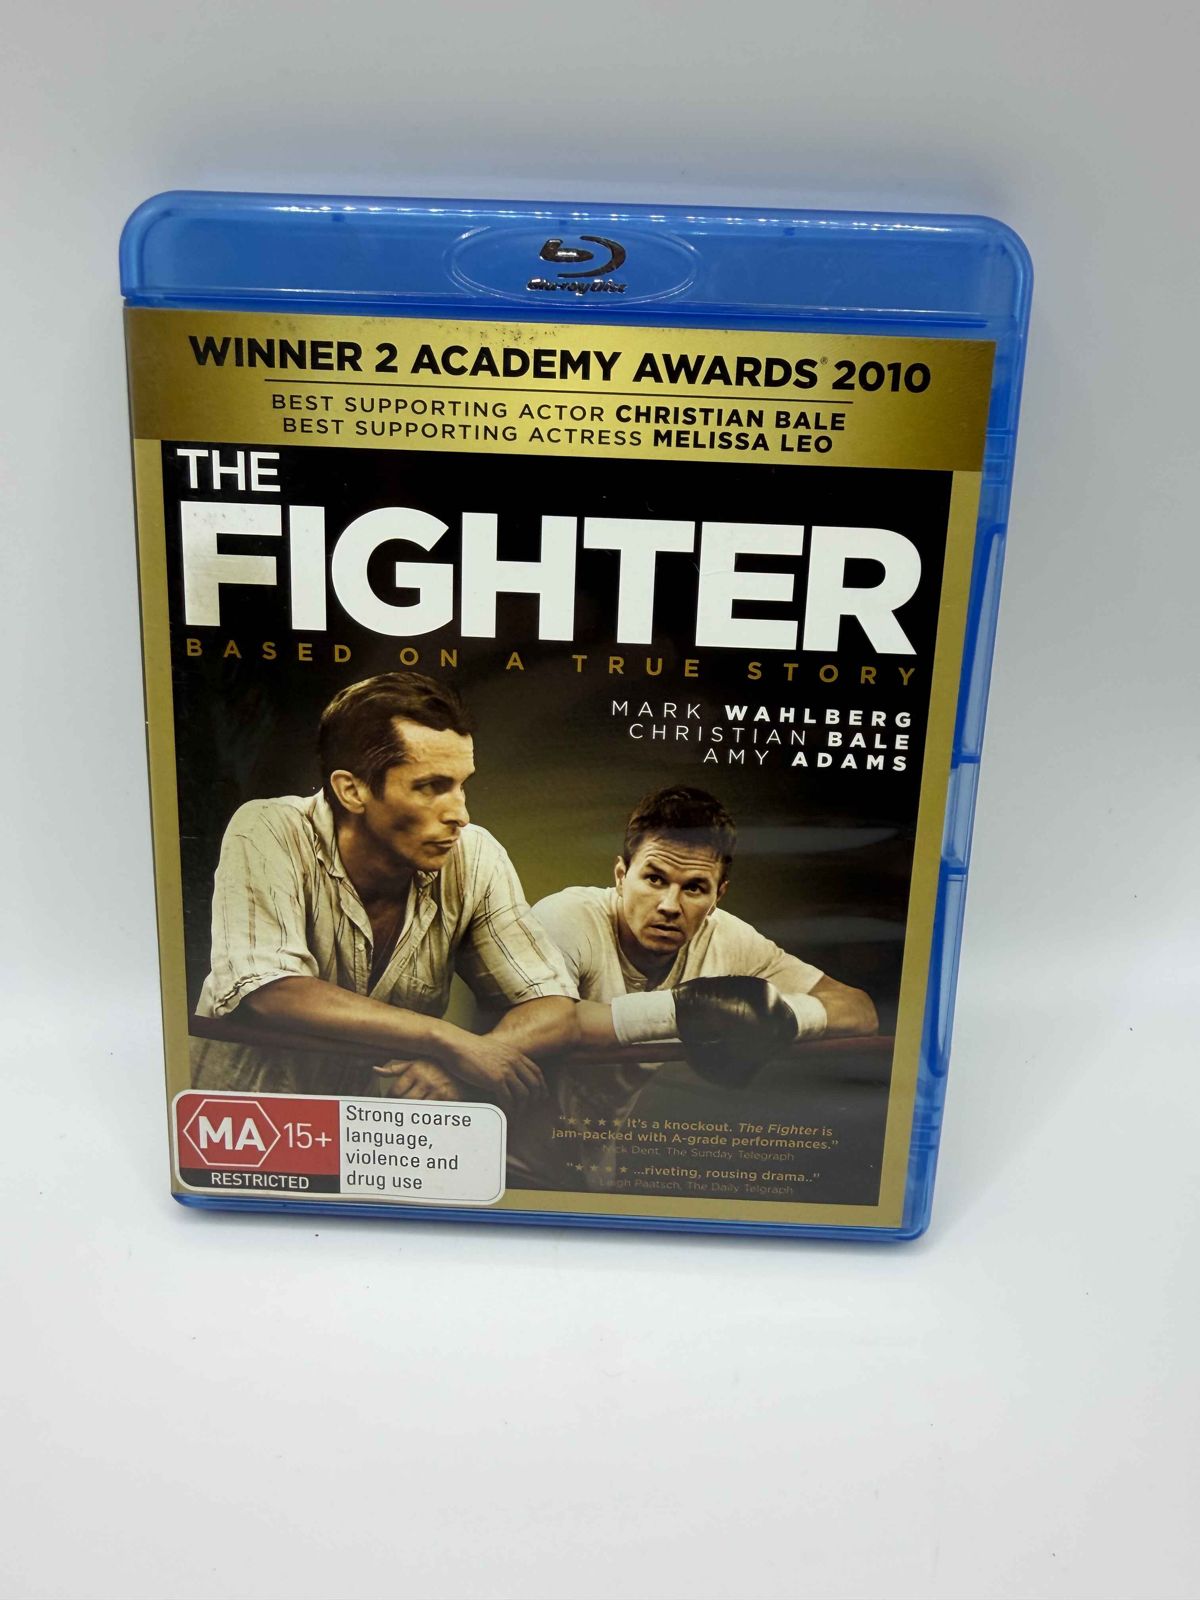 Blu-ray Disc
WINNER 2 ACADEMY AWARDS® 2010
BEST SUPPORTING ACTOR CHRISTIAN BALE
BEST SUPPORTING ACTRESS MELISSA LEO
THE
FIGHTER
BASED ON A TRUE STORY
MARK WAHLBERG
CHRISTIAN BALE
AMY ADAMS
MA 15+
RESTRICTED
Strong coarse
language,
violence and
drug use
"★★★★ It's a knockout. The Fighter is
jam-packed with A-grade performances."
Nick Dent, The Sunday Telegraph
"★★★★ ...riveting, rousing drama.."
- Leigh Paatsch, The Daily Telgraph